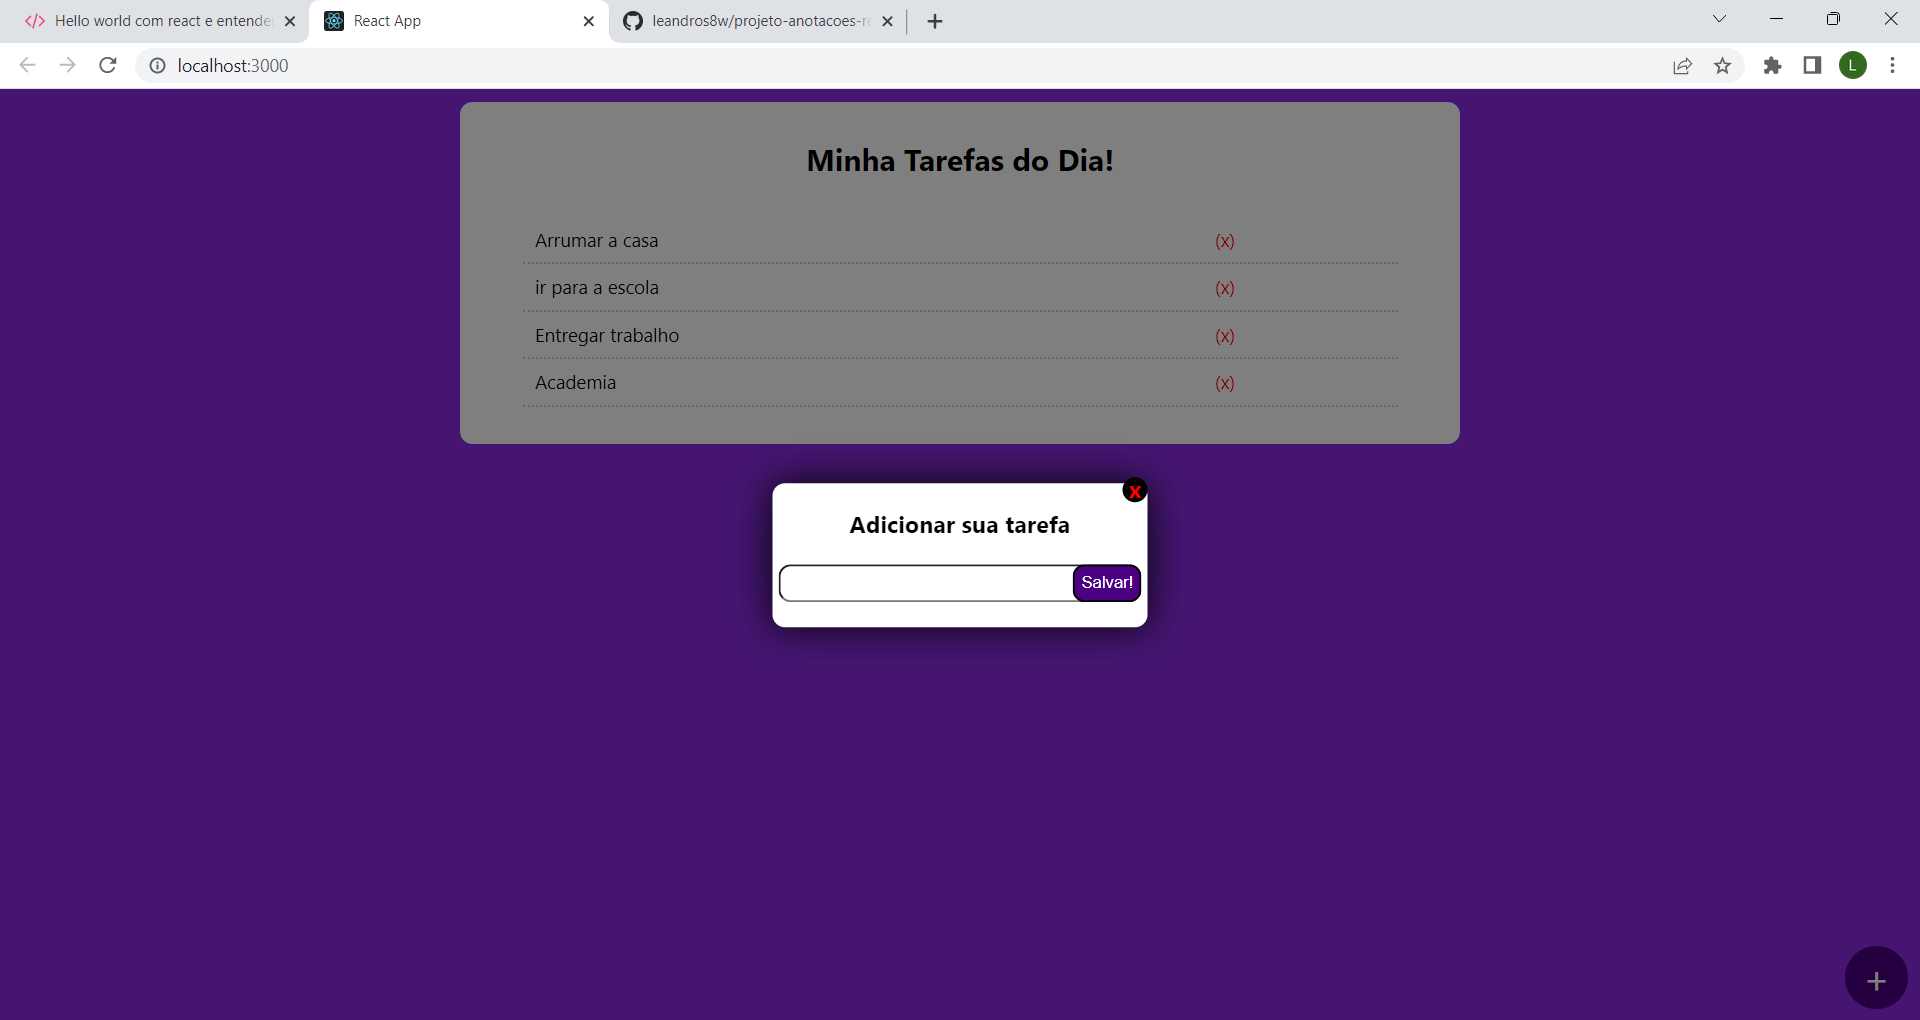 Hello world com react e entende
React App
leandros8w/projeto-anotacoes-re
localhost:3000
L
Minha Tarefas do Dia!
Arrumar a casa (x)
ir para a escola (x)
Entregar trabalho (x)
Academia (x)
x
Adicionar sua tarefa
Salvar!
+